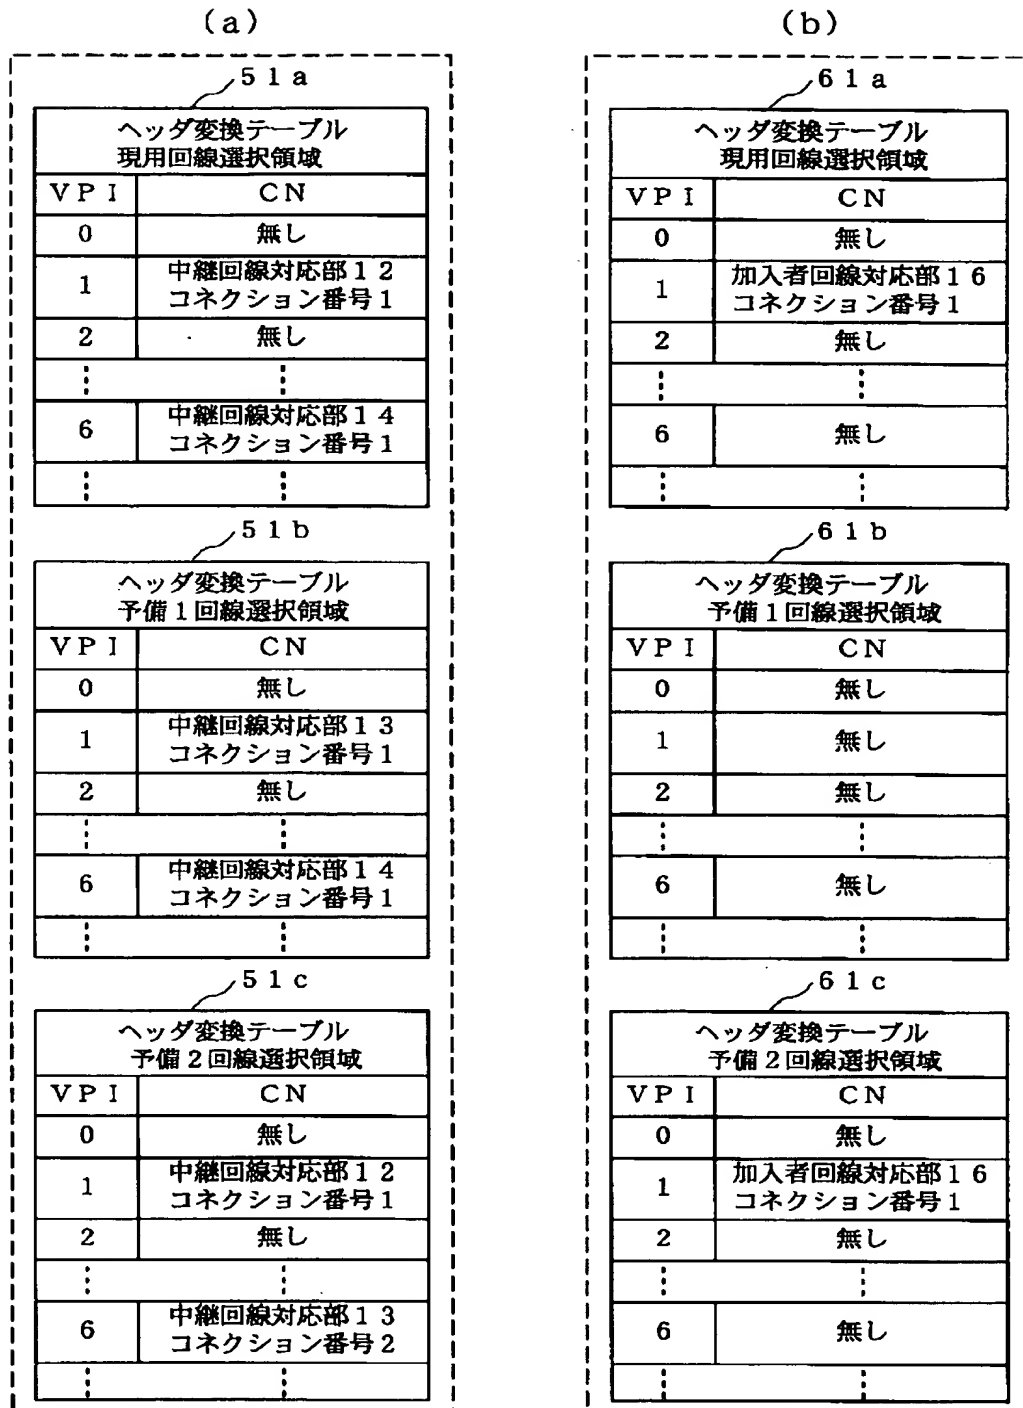 (a)
51a
ヘッダ変換テーブル
現用回線選択領域
VPI CN
0 無し
1 中継回線対応部12
コネクション番号1
2 無し
6 中継回線対応部14
コネクション番号1
51b
ヘッダ変換テーブル
予備1回線選択領域
VPI CN
0 無し
1 中継回線対応部13
コネクション番号1
2 無し
6 中継回線対応部14
コネクション番号1
51c
ヘッダ変換テーブル
予備2回線選択領域
VPI CN
0 無し
1 中継回線対応部12
コネクション番号1
2 無し
6 中継回線対応部13
コネクション番号2
(b)
61a
ヘッダ変換テーブル
現用回線選択領域
VPI CN
0 無し
1 加入者回線対応部16
コネクション番号1
2 無し
6 無し
61b
ヘッダ変換テーブル
予備1回線選択領域
VPI CN
0 無し
1 無し
2 無し
6 無し
61c
ヘッダ変換テーブル
予備2回線選択領域
VPI CN
0 無し
1 加入者回線対応部16
コネクション番号1
2 無し
6 無し